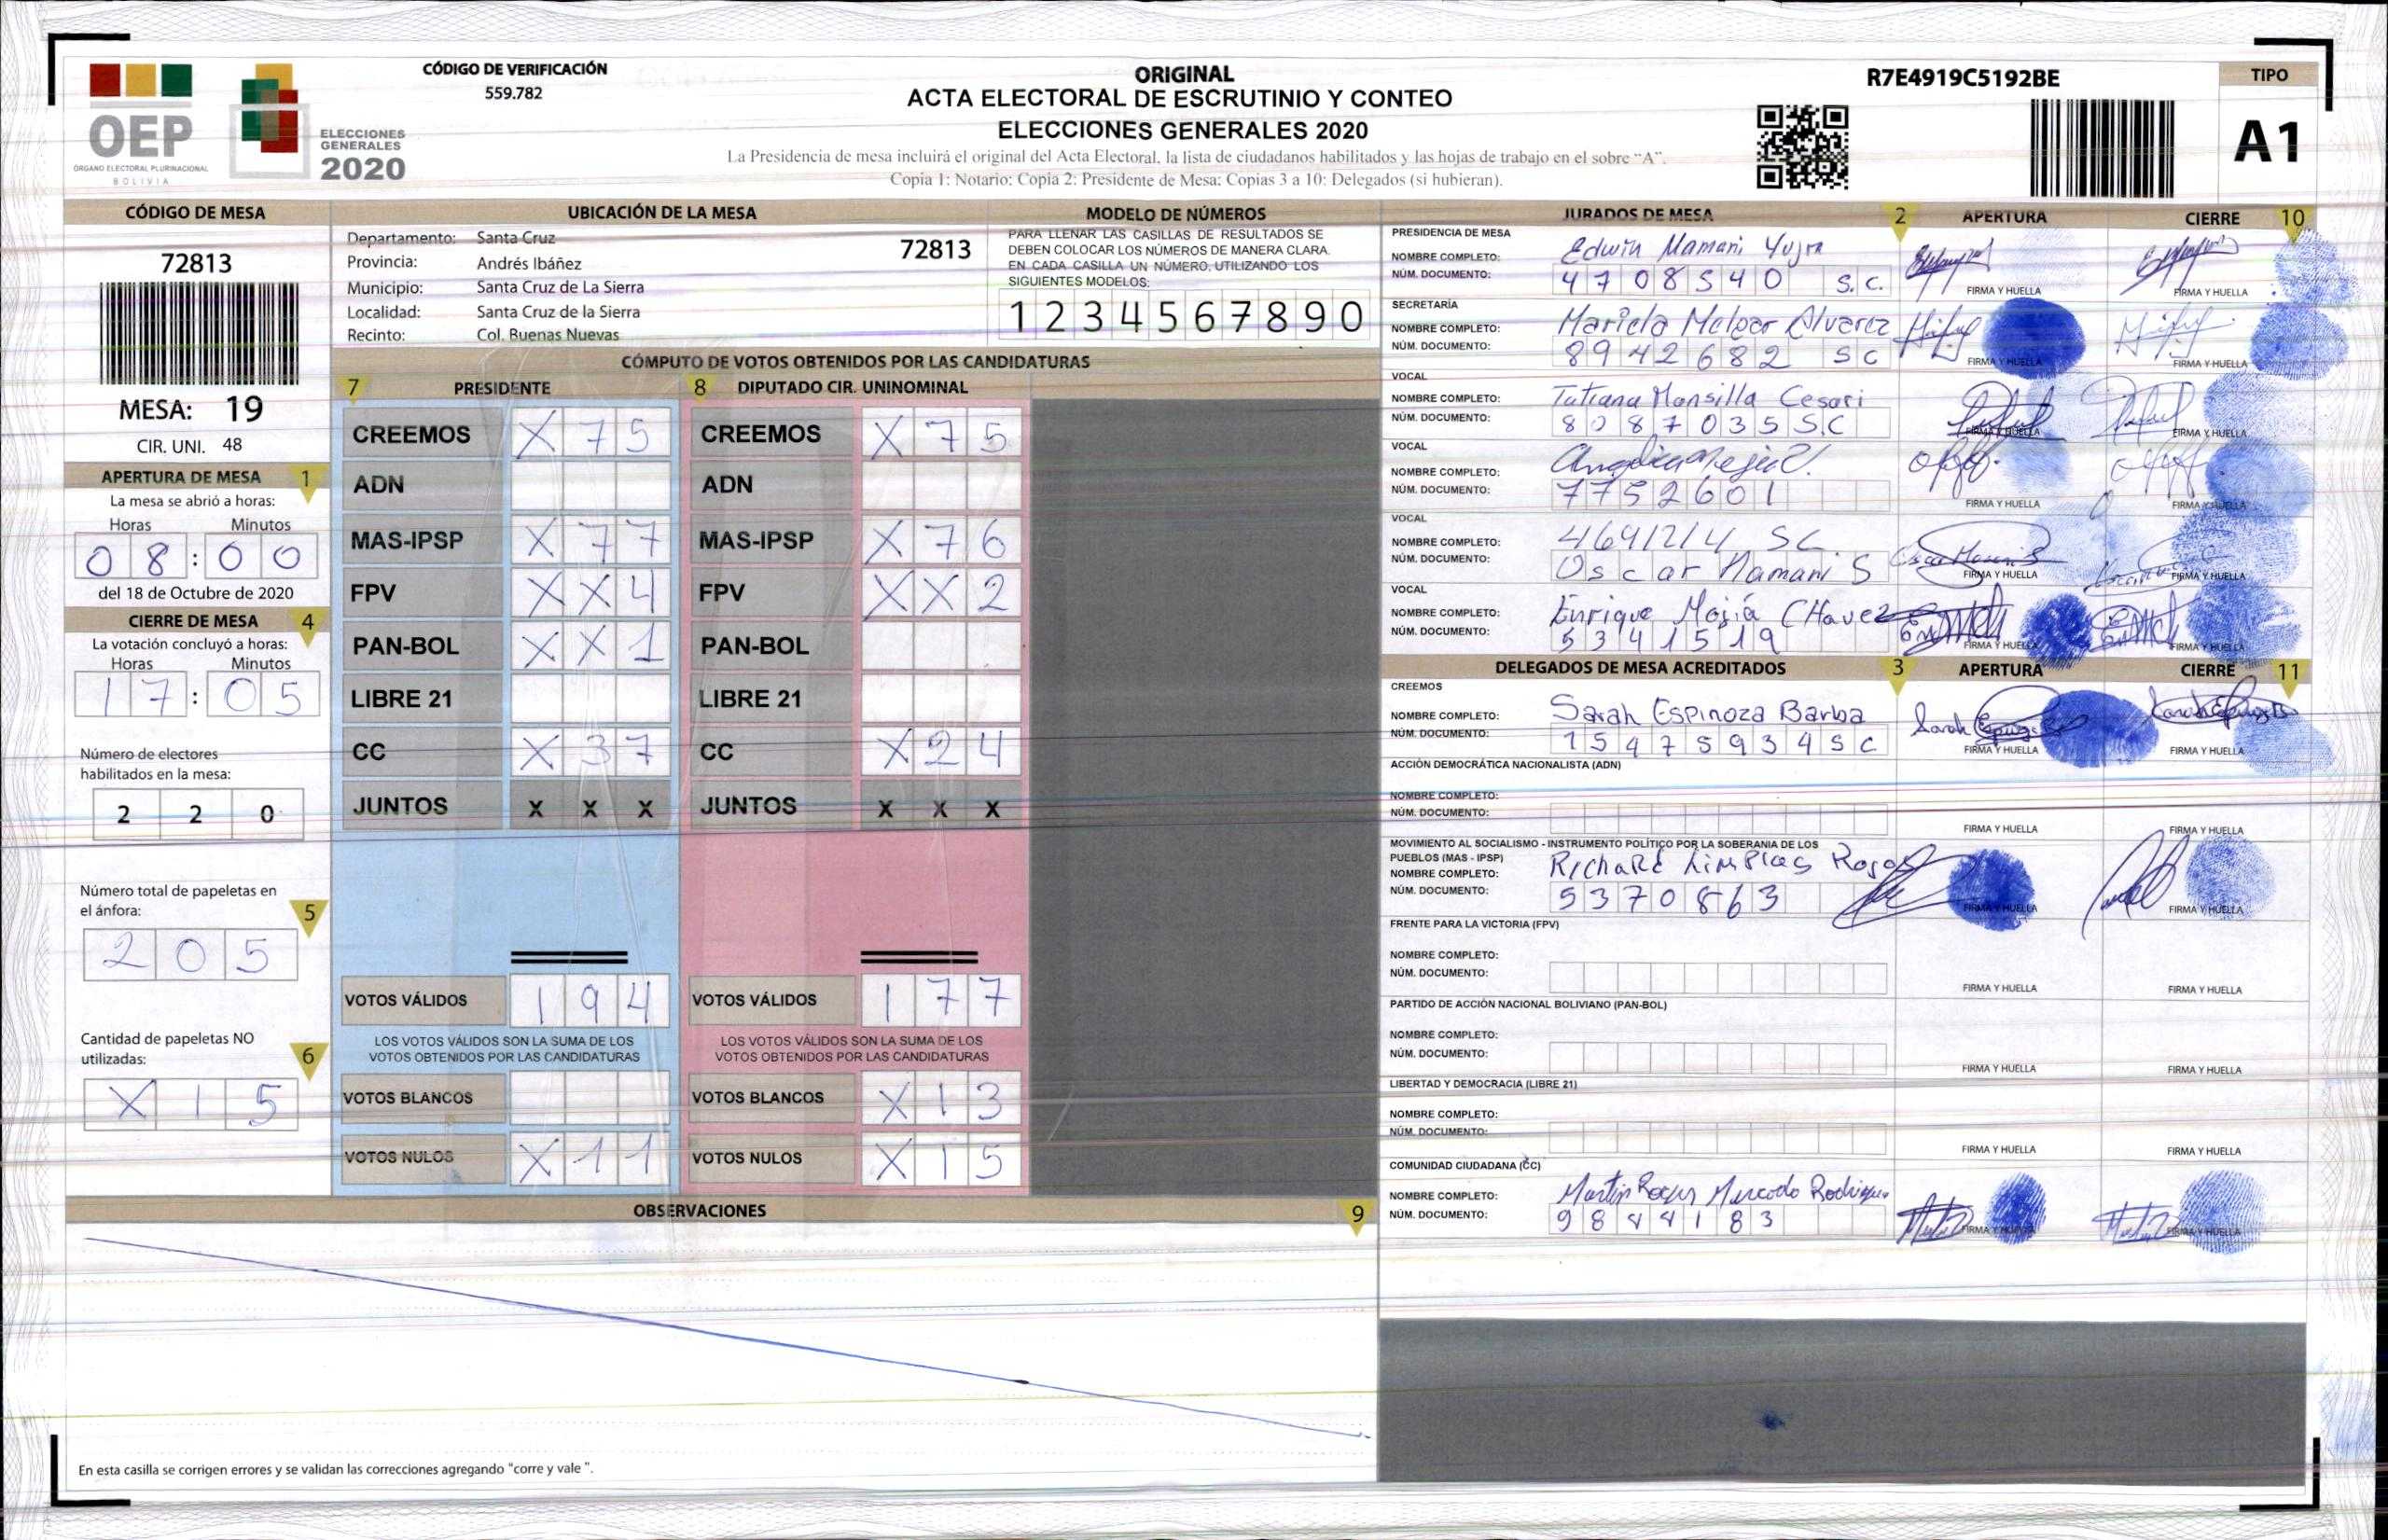 CÓDIGO DE VERIFICACIÓN
559.782
ORIGINAL
ACTA ELECTORAL DE ESCRUTINIO Y CONTEO
ELECCIONES GENERALES 2020
La Presidencia de mesa incluirá el original del Acta Electoral, la lista de ciudadanos habilitados y las hojas de trabajo en el sobre "A".
Copia 1: Notario; Copia 2: Presidente de Mesa; Copias 3 a 10: Delegados (si hubieran).
R7E4919C5192BE
TIPO
A1
OEP
ÓRGANO ELECTORAL PLURINACIONAL
BOLIVIA
ELECCIONES
GENERALES
2020
CÓDIGO DE MESA
72813
MESA: 19
CIR. UNI. 48
APERTURA DE MESA 1
La mesa se abrió a horas:
Horas Minutos
0 8 : 0 0
del 18 de Octubre de 2020
CIERRE DE MESA 4
La votación concluyó a horas:
Horas Minutos
1 7 : 0 5
Número de electores
habilitados en la mesa:
2 2 0
Número total de papeletas en
el ánfora: 5
2 0 5
Cantidad de papeletas NO
utilizadas: 6
X 1 5
UBICACIÓN DE LA MESA
Departamento: Santa Cruz 72813
Provincia: Andrés Ibáñez
Municipio: Santa Cruz de La Sierra
Localidad: Santa Cruz de la Sierra
Recinto: Col. Buenas Nuevas
MODELO DE NÚMEROS
PARA LLENAR LAS CASILLAS DE RESULTADOS SE
DEBEN COLOCAR LOS NÚMEROS DE MANERA CLARA.
EN CADA CASILLA UN NÚMERO, UTILIZANDO LOS
SIGUIENTES MODELOS:
1 2 3 4 5 6 7 8 9 0
CÓMPUTO DE VOTOS OBTENIDOS POR LAS CANDIDATURAS
7 PRESIDENTE 8 DIPUTADO CIR. UNINOMINAL
CREEMOS X 7 5 CREEMOS X 7 5
ADN ADN
MAS-IPSP X 7 7 MAS-IPSP X 7 6
FPV X X 4 FPV X X 2
PAN-BOL X X 1 PAN-BOL
LIBRE 21 LIBRE 21
CC X 3 7 CC X 2 4
JUNTOS X X X JUNTOS X X X
VOTOS VÁLIDOS 1 9 4 VOTOS VÁLIDOS 1 7 7
LOS VOTOS VÁLIDOS SON LA SUMA DE LOS LOS VOTOS VÁLIDOS SON LA SUMA DE LOS
VOTOS OBTENIDOS POR LAS CANDIDATURAS VOTOS OBTENIDOS POR LAS CANDIDATURAS
VOTOS BLANCOS VOTOS BLANCOS X 1 3
VOTOS NULOS X 1 1 VOTOS NULOS X 1 5
OBSERVACIONES 9
En esta casilla se corrigen errores y se validan las correcciones agregando "corre y vale ".
JURADOS DE MESA 2 APERTURA CIERRE 10
PRESIDENCIA DE MESA
NOMBRE COMPLETO: Edwin Mamani Yujra
NÚM. DOCUMENTO: 4708540 S.C. FIRMA Y HUELLA FIRMA Y HUELLA
SECRETARÍA
NOMBRE COMPLETO: Mariela Melgar Alvarez
NÚM. DOCUMENTO: 8942682 SC FIRMA Y HUELLA FIRMA Y HUELLA
VOCAL
NOMBRE COMPLETO: Tatiana Mansilla Cesari
NÚM. DOCUMENTO: 8087035 S.C FIRMA Y HUELLA FIRMA Y HUELLA
VOCAL
NOMBRE COMPLETO:
NÚM. DOCUMENTO: 7752601 FIRMA Y HUELLA FIRMA Y HUELLA
VOCAL
NOMBRE COMPLETO: 4691214 SC.
NÚM. DOCUMENTO: Oscar Mamani S FIRMA Y HUELLA FIRMA Y HUELLA
VOCAL
NOMBRE COMPLETO: Enrique Mejía CHavez
NÚM. DOCUMENTO: 5341519 FIRMA Y HUELLA FIRMA Y HUELLA
DELEGADOS DE MESA ACREDITADOS 3 APERTURA CIERRE 11
CREEMOS
NOMBRE COMPLETO: Sarah Espinoza Barba
NÚM. DOCUMENTO: 15475934SC FIRMA Y HUELLA FIRMA Y HUELLA
ACCIÓN DEMOCRÁTICA NACIONALISTA (ADN)
NOMBRE COMPLETO:
NÚM. DOCUMENTO: FIRMA Y HUELLA FIRMA Y HUELLA
MOVIMIENTO AL SOCIALISMO - INSTRUMENTO POLÍTICO POR LA SOBERANIA DE LOS
PUEBLOS (MAS - IPSP)
NOMBRE COMPLETO: Richard Limpias Rojas
NÚM. DOCUMENTO: 5370863 FIRMA Y HUELLA FIRMA Y HUELLA
FRENTE PARA LA VICTORIA (FPV)
NOMBRE COMPLETO:
NÚM. DOCUMENTO: FIRMA Y HUELLA FIRMA Y HUELLA
PARTIDO DE ACCIÓN NACIONAL BOLIVIANO (PAN-BOL)
NOMBRE COMPLETO:
NÚM. DOCUMENTO: FIRMA Y HUELLA FIRMA Y HUELLA
LIBERTAD Y DEMOCRACIA (LIBRE 21)
NOMBRE COMPLETO:
NÚM. DOCUMENTO: FIRMA Y HUELLA FIRMA Y HUELLA
COMUNIDAD CIUDADANA (CC)
NOMBRE COMPLETO: Martin Mercado Rodriguez
NÚM. DOCUMENTO: 9844183 FIRMA Y HUELLA FIRMA Y HUELLA